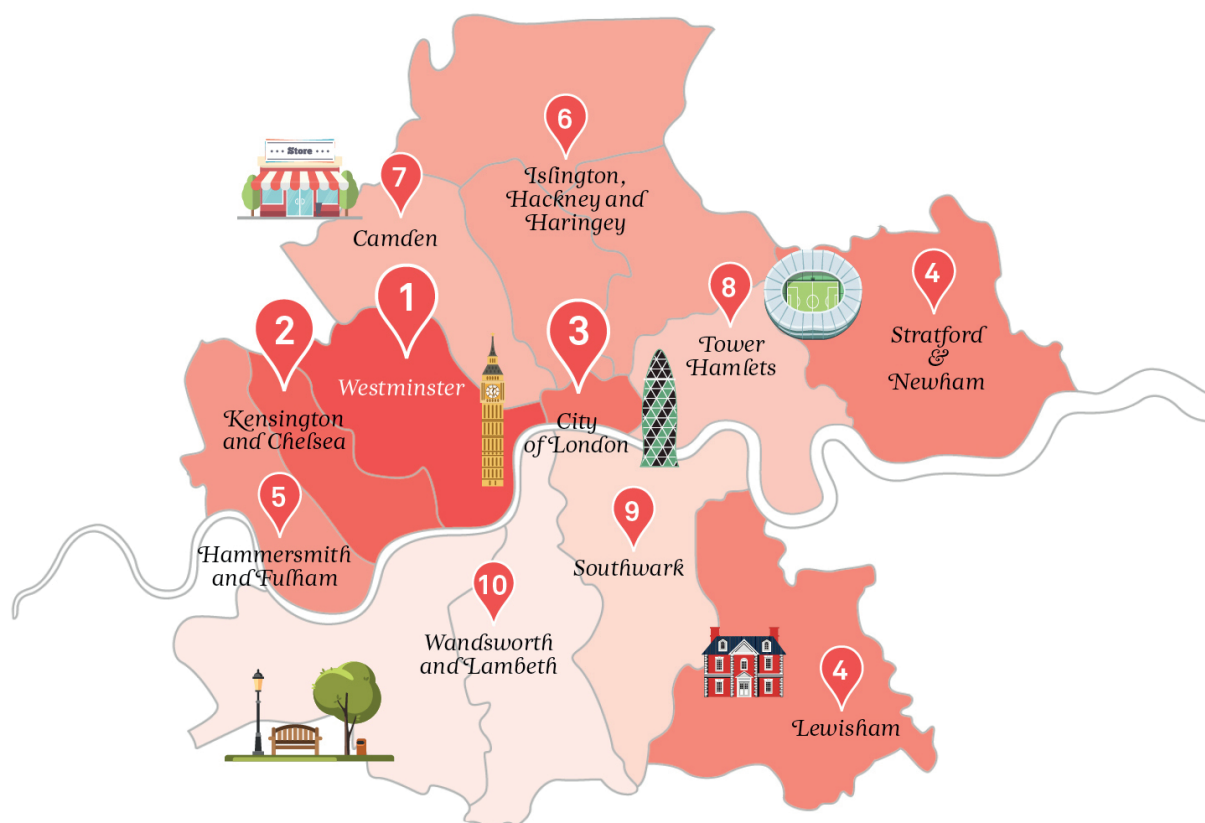 6
Islington,
Hackney and
Haringey
··· Store ···
7
Camden
4
Stratford
&
Newham
8
Tower
Hamlets
1
Westminster
2
Kensington
and Chelsea
3
City
of London
5
Hammersmith
and Fulham
9
Southwark
10
Wandsworth
and Lambeth
4
Lewisham